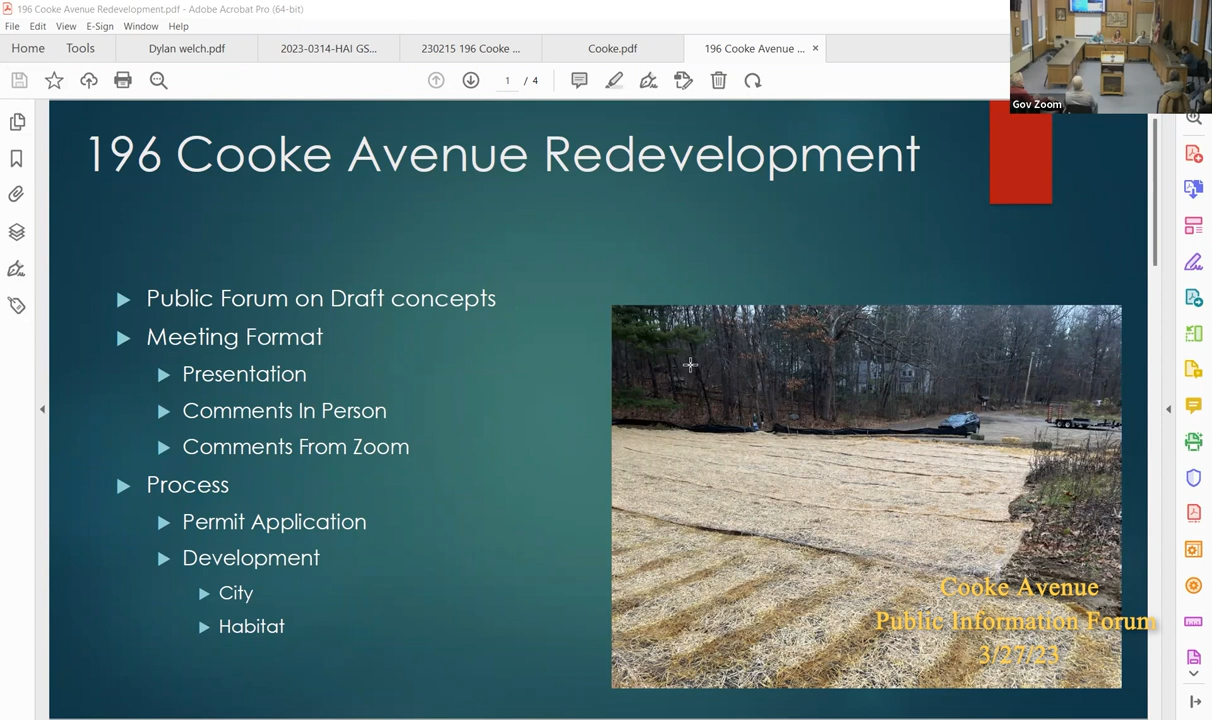 196 Cooke Avenue Redevelopment.pdf - Adobe Acrobat Pro (64-bit)
File Edit View E-Sign Window Help
Home Tools Dylan welch.pdf 2023-0314-HAI GS... 230215 196 Cooke ... Cooke.pdf 196 Cooke Avenue ... ×
1 / 4
Gov Zoom
196 Cooke Avenue Redevelopment
Public Forum on Draft concepts
Meeting Format
Presentation
Comments In Person
Comments From Zoom
Process
Permit Application
Development
City
Habitat
Cooke Avenue
Public Information Forum
3/27/23